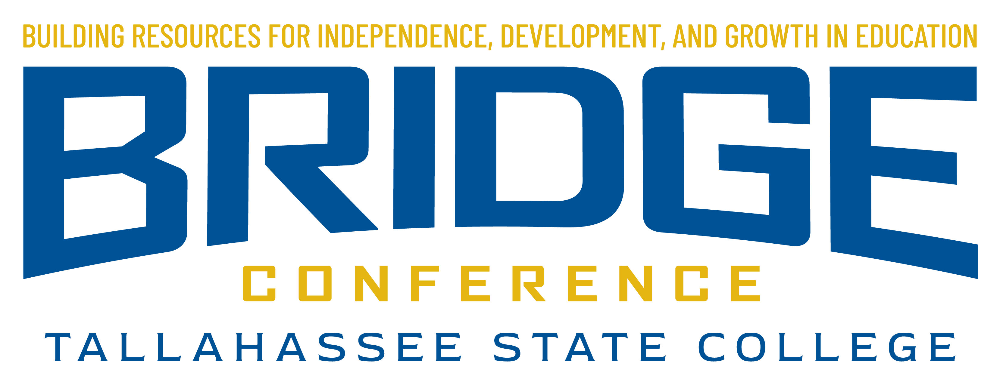 BUILDING RESOURCES FOR INDEPENDENCE, DEVELOPMENT, AND GROWTH IN EDUCATION
BRIDGE
CONFERENCE
TALLAHASSEE STATE COLLEGE